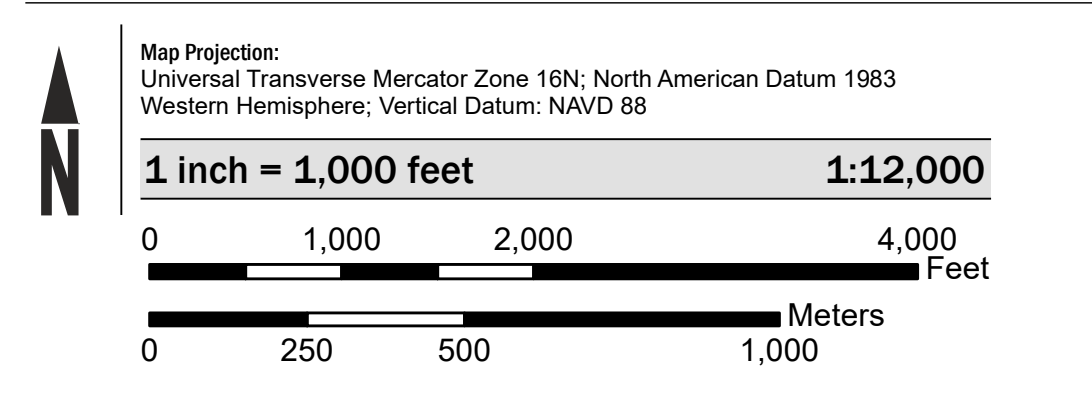 N
Map Projection:
Universal Transverse Mercator Zone 16N; North American Datum 1983
Western Hemisphere; Vertical Datum: NAVD 88
1 inch = 1,000 feet 1:12,000
0 1,000 2,000 4,000
Feet
Meters
0 250 500 1,000